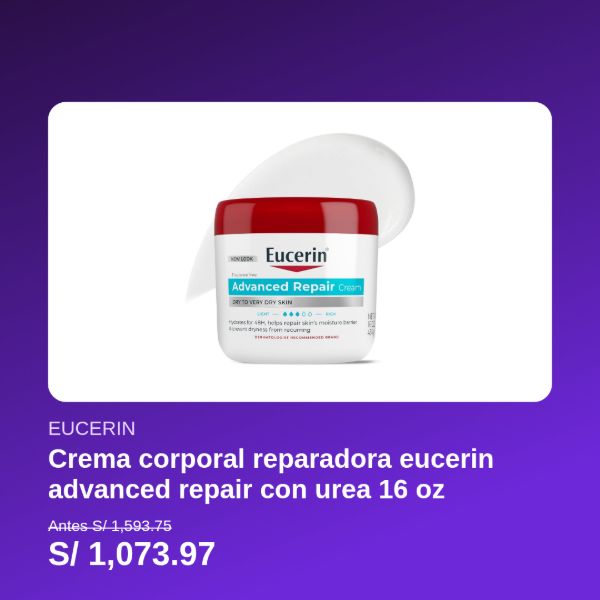 NEW LOOK
Eucerin
Fragrance free
Advanced Repair Cream
DRY TO VERY DRY SKIN
LIGHT
RICH
Hydrates for 48H, helps repair skin's moisture barrier
& prevent dryness from recurring
DERMATOLOGIST RECOMMENDED BRAND
EUCERIN
Crema corporal reparadora eucerin
advanced repair con urea 16 oz
Antes S/ 1,593.75
S/ 1,073.97